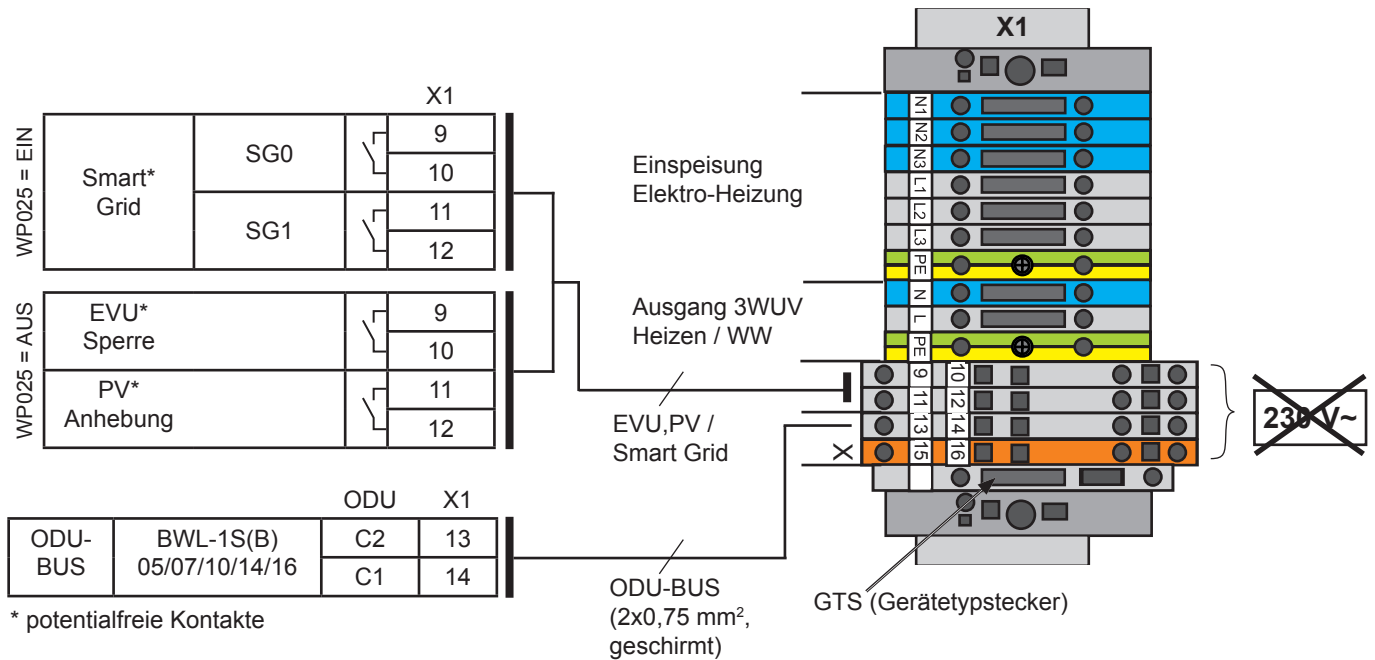 X1
X1
WP025 = EIN
Smart*
Grid
SG0
9
10
SG1
11
12
WP025 = AUS
EVU*
Sperre
9
10
PV*
Anhebung
11
12
Einspeisung
Elektro-Heizung
Ausgang 3WUV
Heizen / WW
EVU,PV /
Smart Grid
N1
N2
N3
L1
L2
L3
PE
N
L
PE
9 10
11 12
13 14
X 15 16
230 V~
ODU X1
ODU-
BUS
BWL-1S(B)
05/07/10/14/16
C2 13
C1 14
* potentialfreie Kontakte
ODU-BUS
(2x0,75 mm²,
geschirmt)
GTS (Gerätetypstecker)